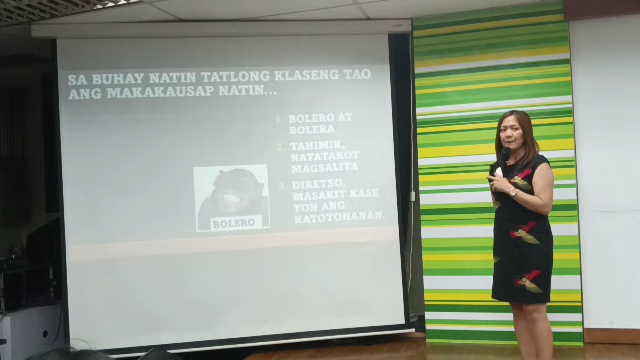 SA BUHAY NATIN TATLONG KLASENG TAO
ANG MAKAKAUSAP NATIN...
1. BOLERO AT
BOLERA
2. TAHIMIK,
NATATAKOT
MAGSALITA
3. DIRETSO,
MASAKIT KASE
YON ANG
KATOTOHANAN.
BOLERO